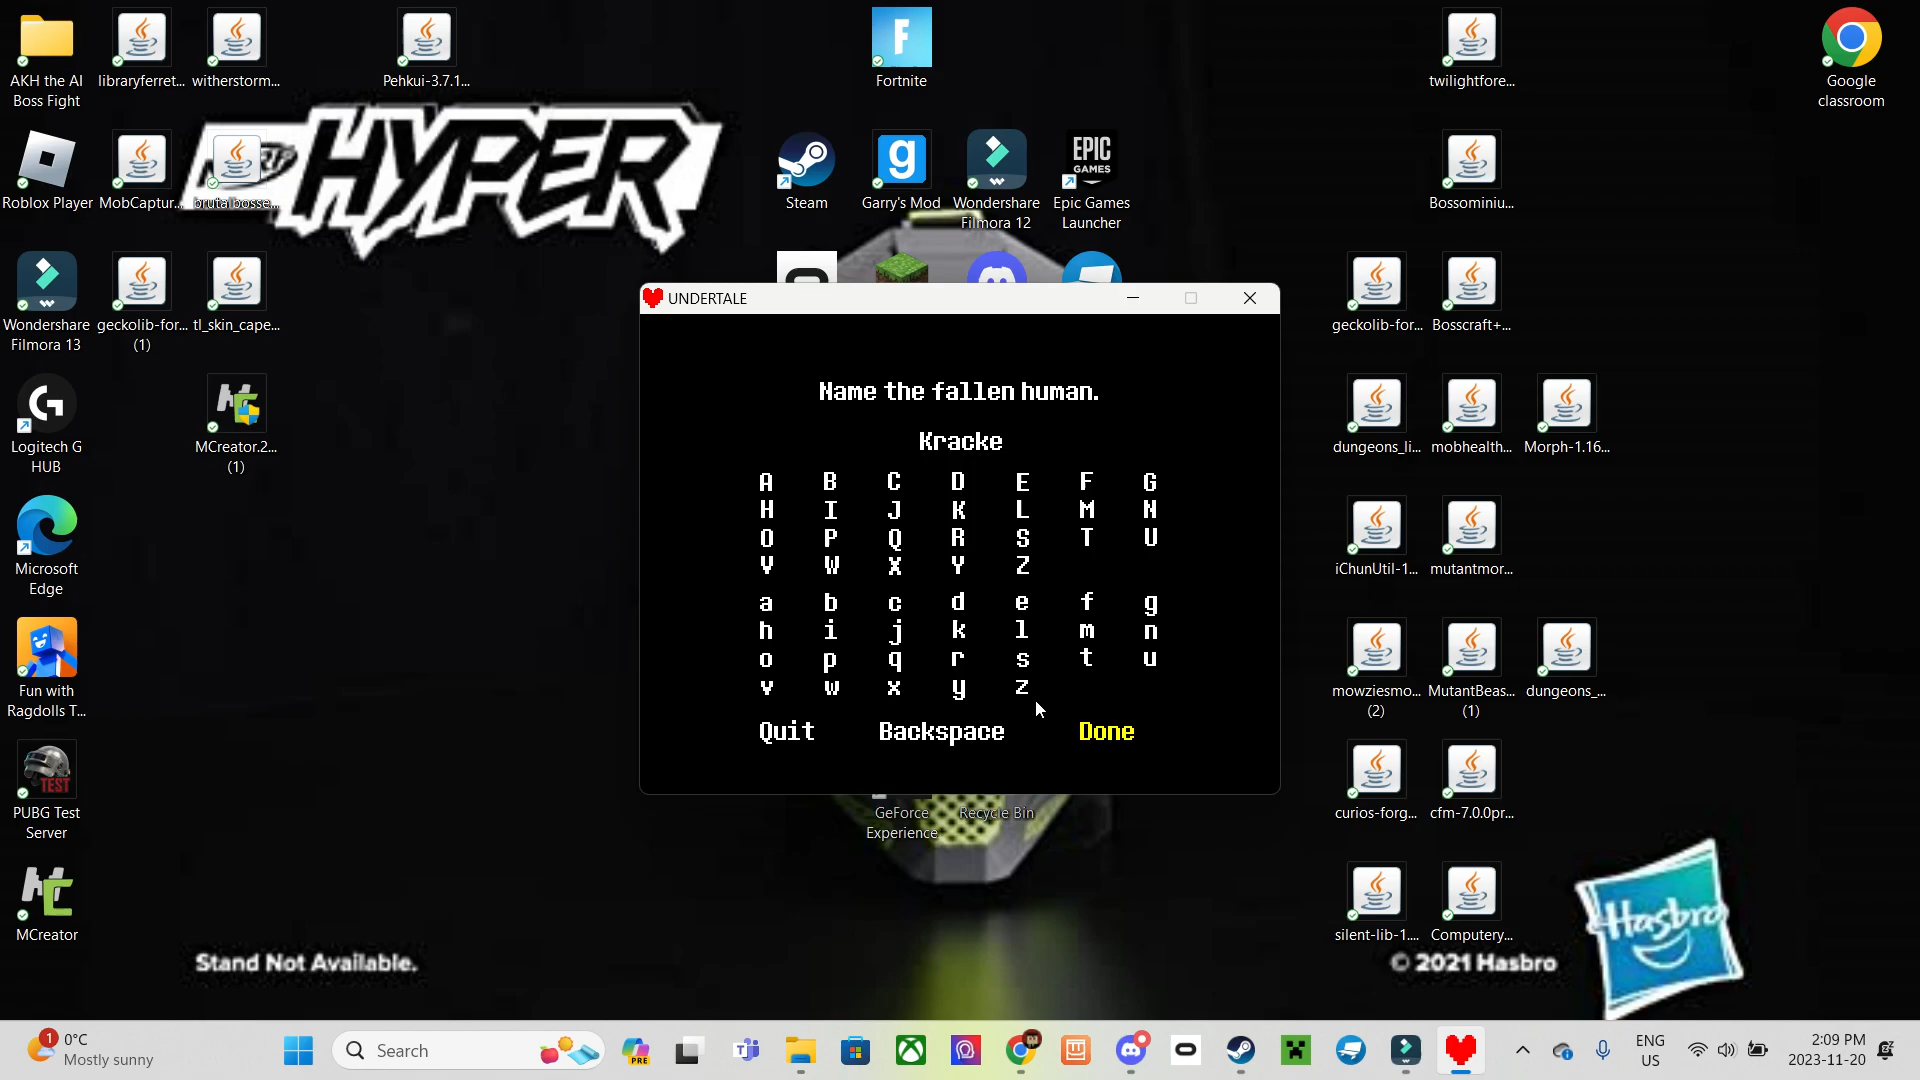 AKH the AI
Boss Fight
libraryferret...
witherstorm...
Pehkui-3.7.1...
Fortnite
twilightfore...
Google
classroom
HYPER
Roblox Player
MobCaptur...
brutalbosse...
Steam
Garry's Mod
Wondershare
Filmora 12
EPIC
GAMES
Epic Games
Launcher
Bossominiu...
Wondershare
Filmora 13
geckolib-for...
(1)
tl_skin_cape...
geckolib-for...
Bosscraft+...
UNDERTALE
Name the fallen human.
Kracke
A B C D E F G
H I J K L M N
O P Q R S T U
V W X Y Z
a b c d e f g
h i j k l m n
o p q r s t u
v w x y z
Quit Backspace Done
Logitech G
HUB
MCreator.2...
(1)
dungeons_li...
mobhealth...
Morph-1.16...
Microsoft
Edge
iChunUtil-1...
mutantmor...
Fun with
Ragdolls T...
mowziesmo...
(2)
MutantBeas...
(1)
dungeons_...
TEST
PUBG Test
Server
GeForce
Experience
Recycle Bin
curios-forg...
cfm-7.0.0pr...
MCreator
silent-lib-1....
Computery...
Stand Not Available.
© 2021 Hasbro
Hasbro
1
0°C
Mostly sunny
Search
PRE
ENG
US
2:09 PM
2023-11-20